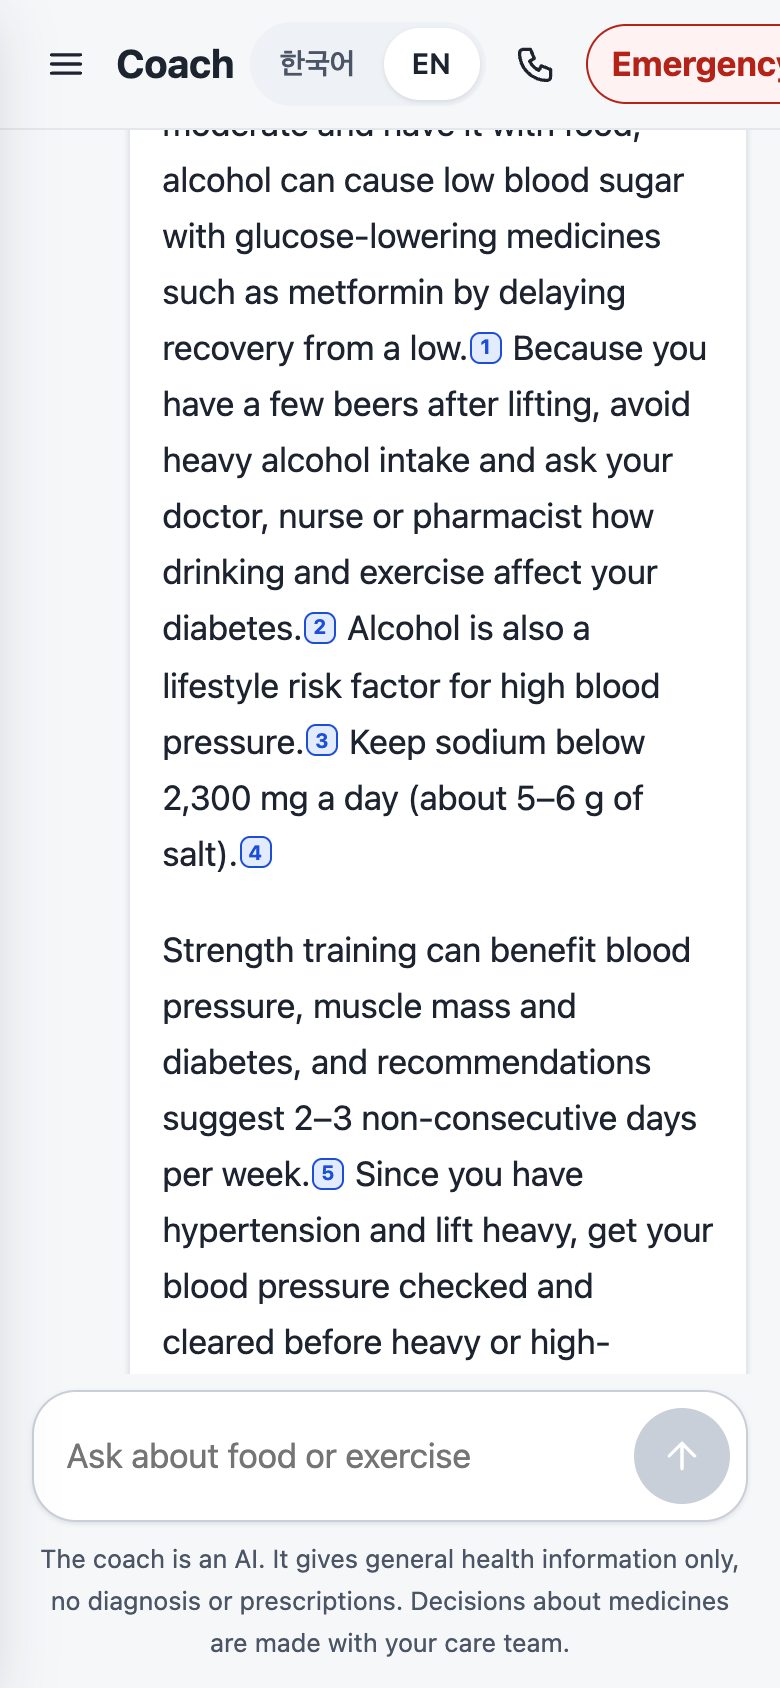 Coach
한국어
EN
Emergency
moderate and have it with food,
alcohol can cause low blood sugar
with glucose-lowering medicines
such as metformin by delaying
recovery from a low.1 Because you
have a few beers after lifting, avoid
heavy alcohol intake and ask your
doctor, nurse or pharmacist how
drinking and exercise affect your
diabetes.2 Alcohol is also a
lifestyle risk factor for high blood
pressure.3 Keep sodium below
2,300 mg a day (about 5–6 g of
salt).4
Strength training can benefit blood
pressure, muscle mass and
diabetes, and recommendations
suggest 2–3 non-consecutive days
per week.5 Since you have
hypertension and lift heavy, get your
blood pressure checked and
cleared before heavy or high-
Ask about food or exercise
The coach is an AI. It gives general health information only,
no diagnosis or prescriptions. Decisions about medicines
are made with your care team.